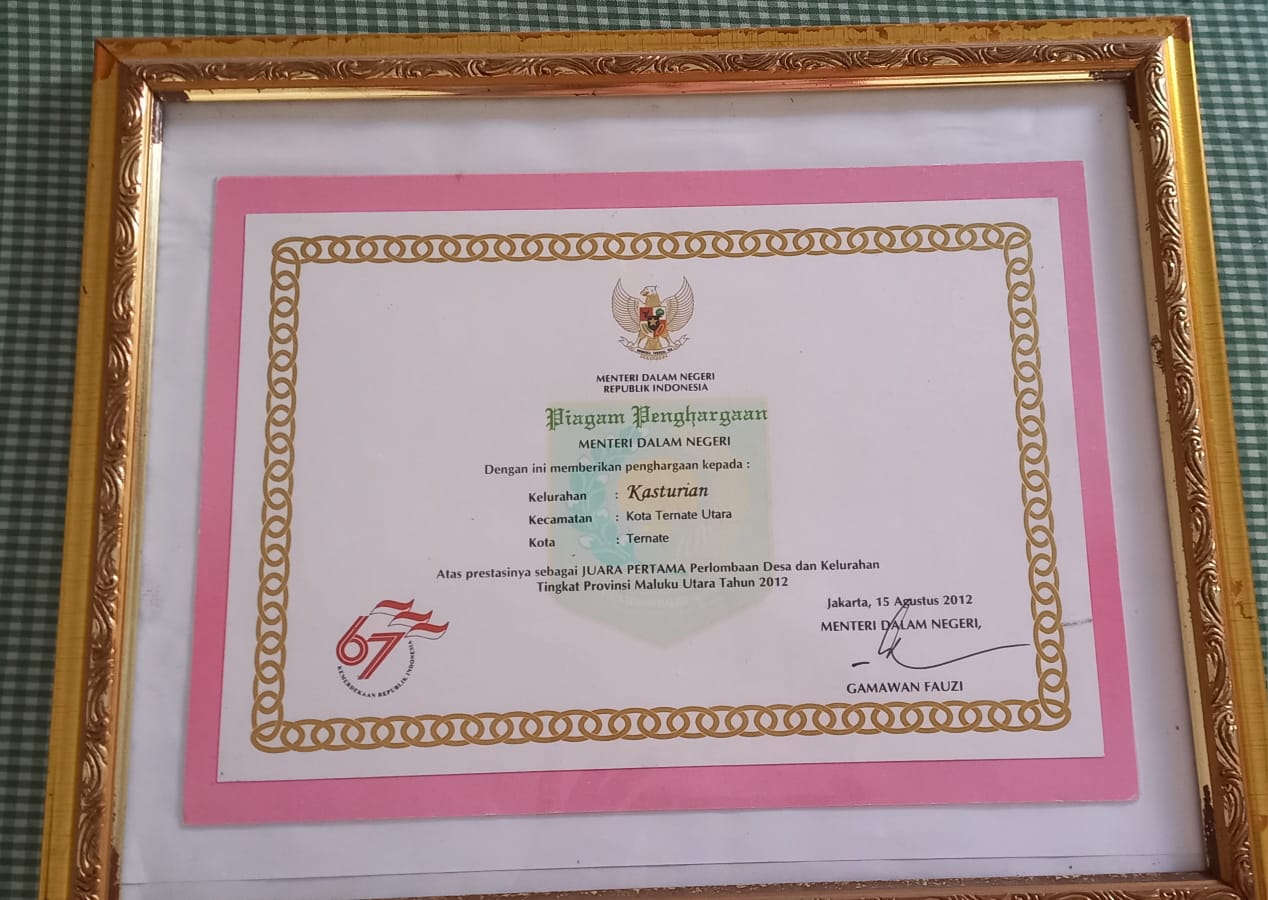 MENTERI DALAM NEGERI
REPUBLIK INDONESIA
Piagam Penghargaan
MENTERI DALAM NEGERI
Dengan ini memberikan penghargaan kepada :
Kelurahan : Kasturian
Kecamatan : Kota Ternate Utara
Kota : Ternate
Atas prestasinya sebagai JUARA PERTAMA Perlombaan Desa dan Kelurahan
Tingkat Provinsi Maluku Utara Tahun 2012
Jakarta, 15 Agustus 2012
MENTERI DALAM NEGERI,
GAMAWAN FAUZI
67
KEMERDEKAAN REPUBLIK INDONESIA